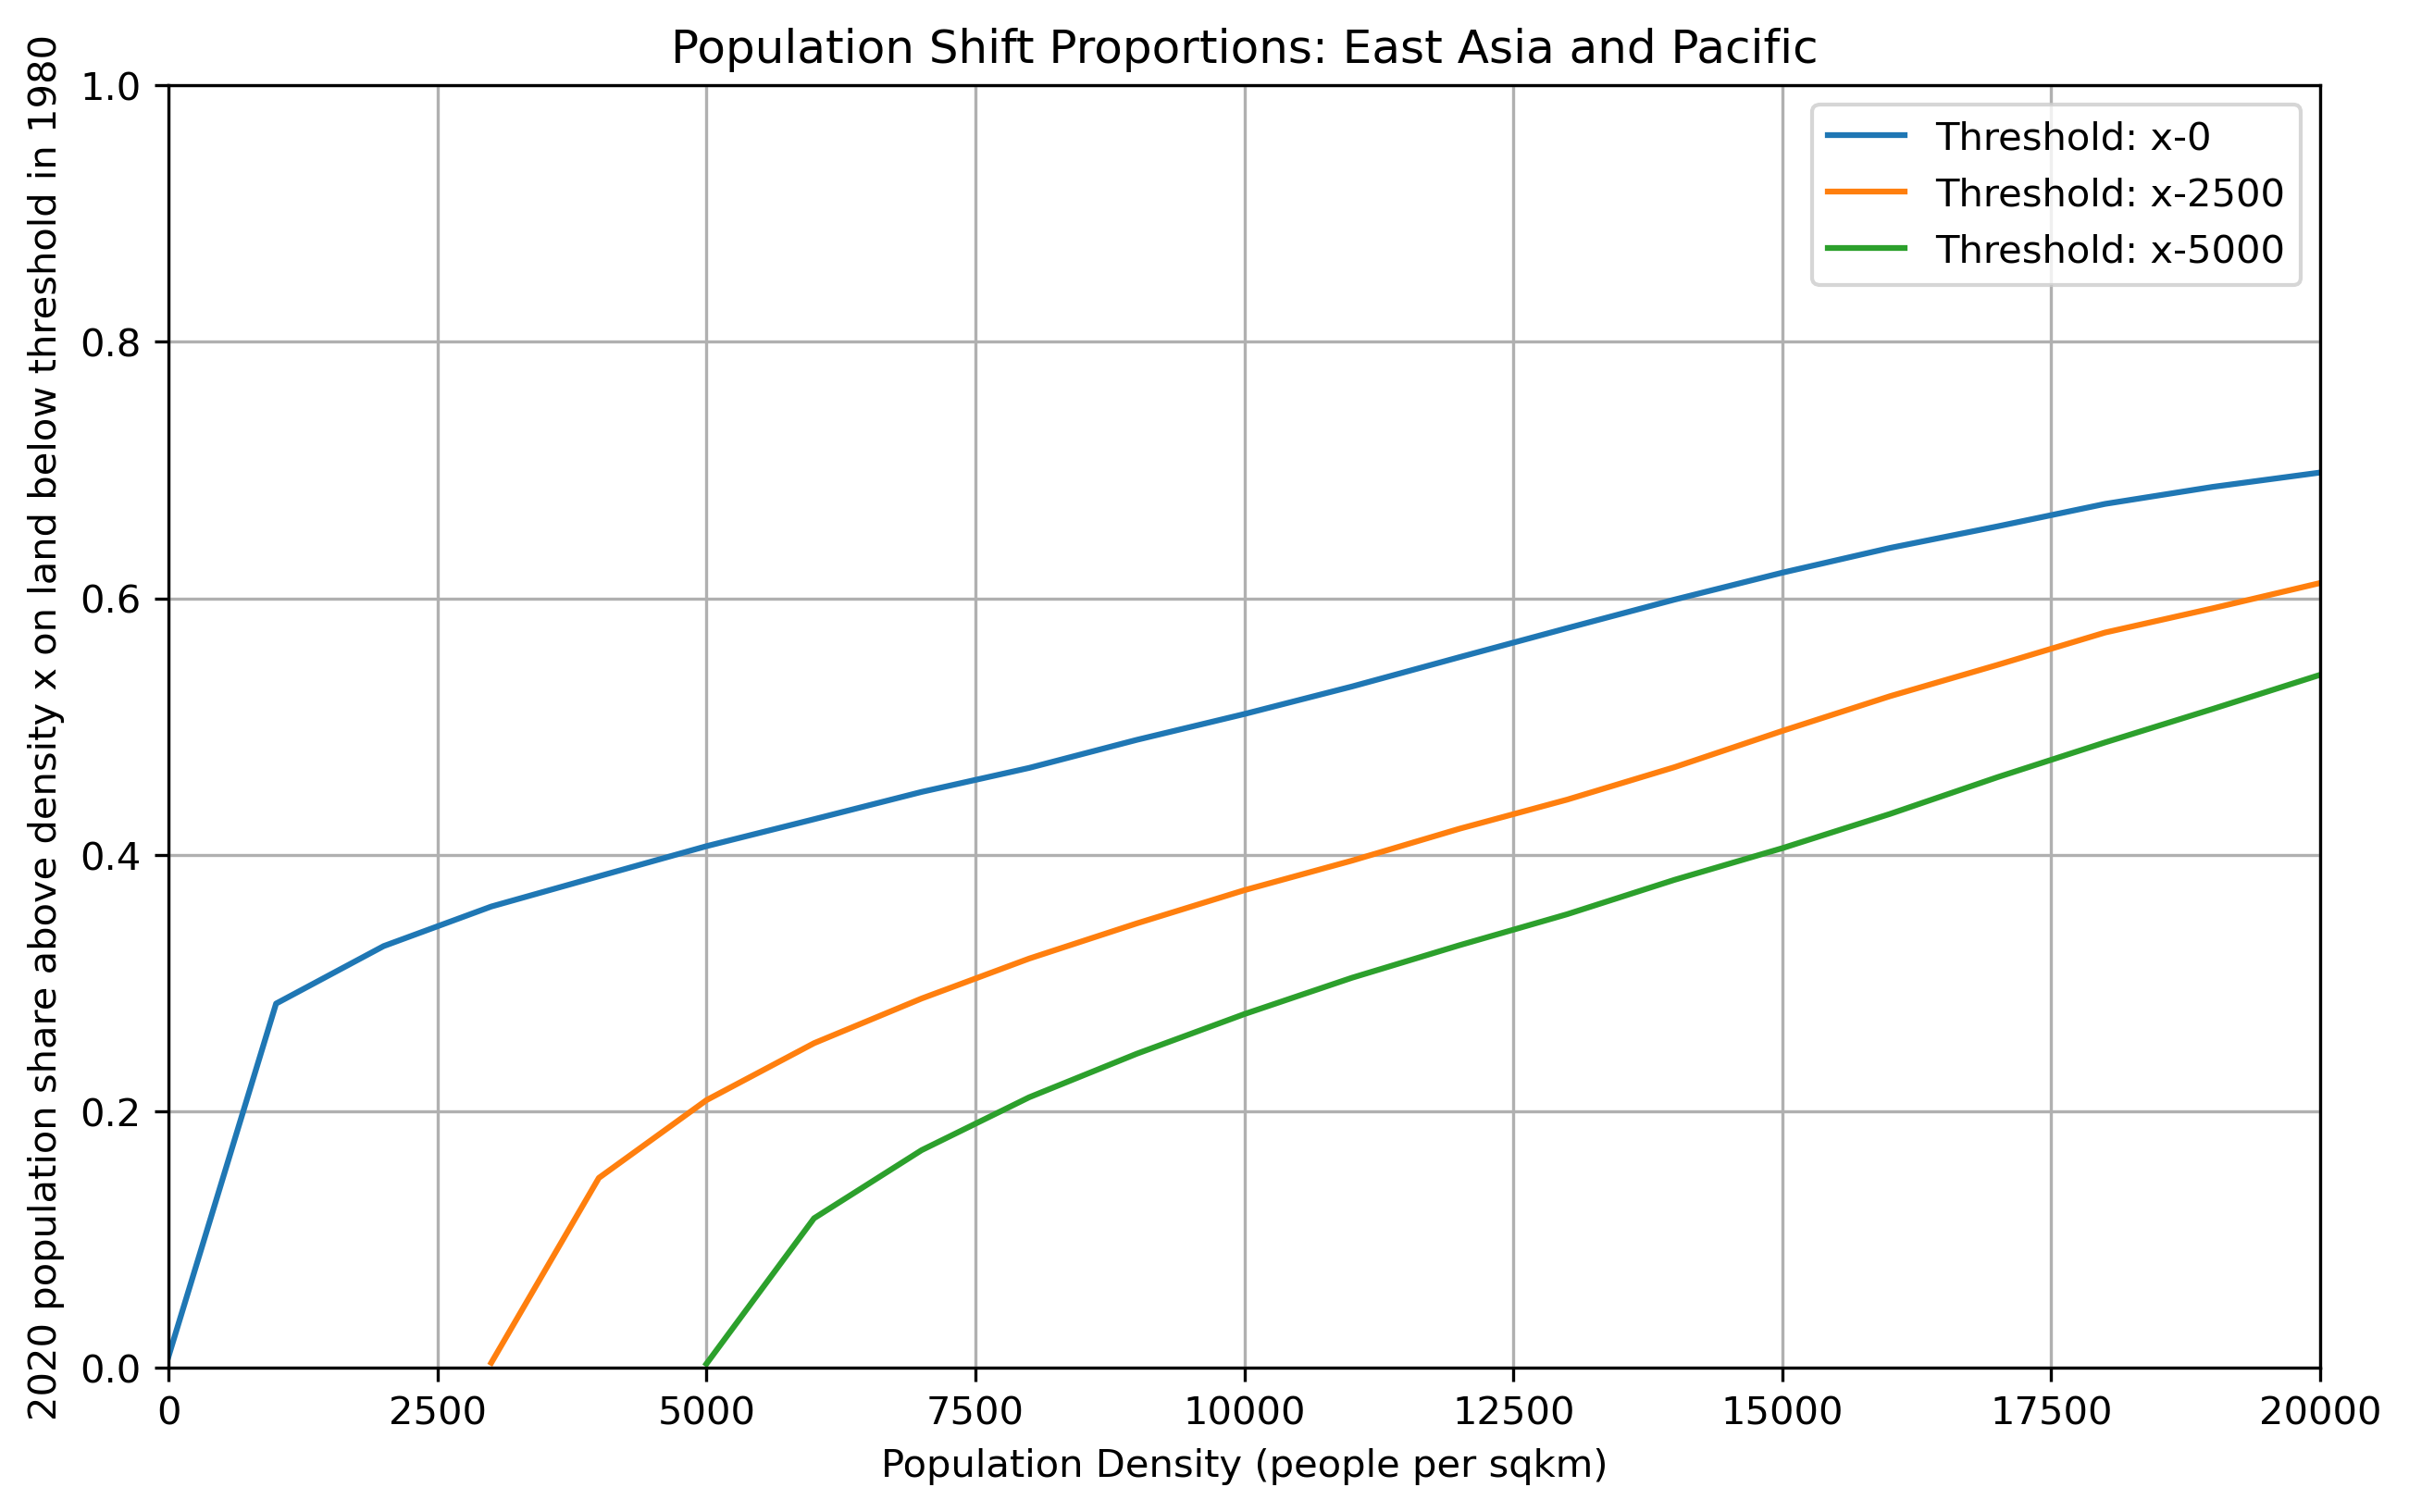 Population Shift Proportions: East Asia and Pacific
2020 population share above density x on land below threshold in 1980
1.0
0.8
0.6
0.4
0.2
0.0
Threshold: x-0
Threshold: x-2500
Threshold: x-5000
0 2500 5000 7500 10000 12500 15000 17500 20000
Population Density (people per sqkm)